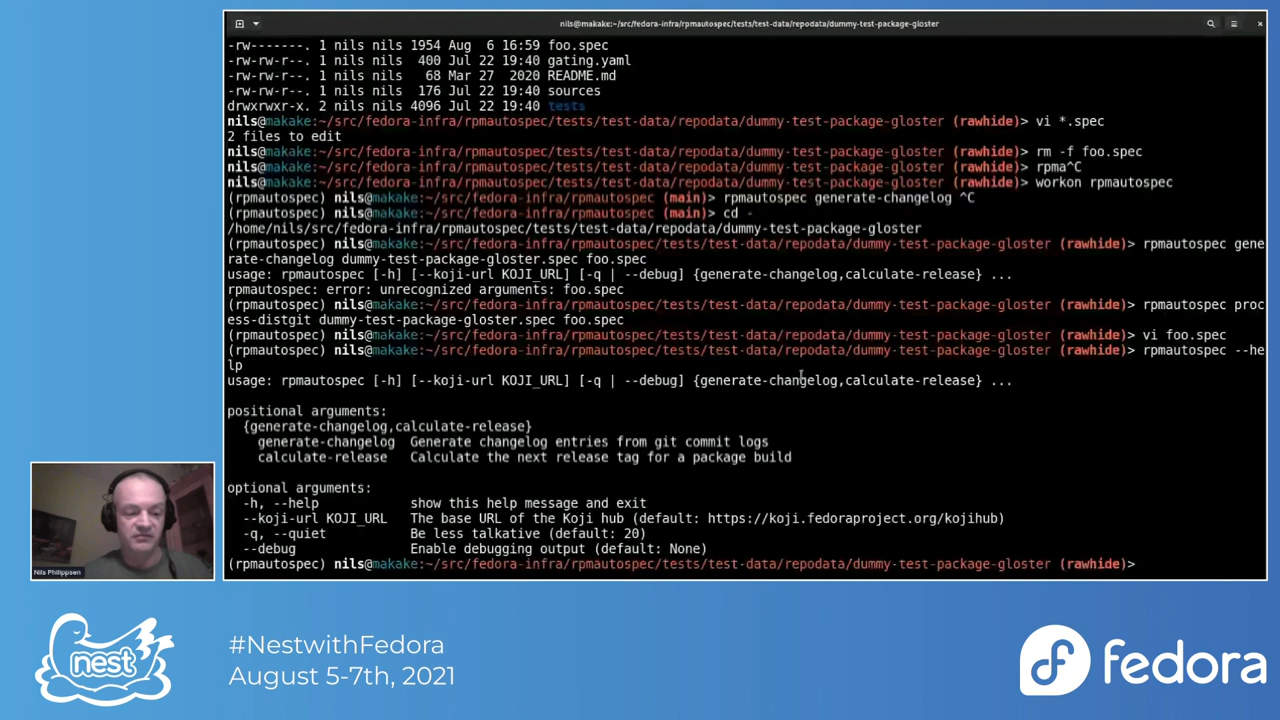 nils@makake:~/src/fedora-infra/rpmautospec/tests/test-data/repodata/dummy-test-package-gloster
-rw-------. 1 nils nils 1954 Aug  6 16:59 foo.spec
-rw-rw-r--. 1 nils nils  400 Jul 22 19:40 gating.yaml
-rw-rw-r--. 1 nils nils   68 Mar 27  2020 README.md
-rw-rw-r--. 1 nils nils  176 Jul 22 19:40 sources
drwxrwxr-x. 2 nils nils 4096 Jul 22 19:40 tests
nils@makake:~/src/fedora-infra/rpmautospec/tests/test-data/repodata/dummy-test-package-gloster (rawhide)> vi *.spec
2 files to edit
nils@makake:~/src/fedora-infra/rpmautospec/tests/test-data/repodata/dummy-test-package-gloster (rawhide)> rm -f foo.spec
nils@makake:~/src/fedora-infra/rpmautospec/tests/test-data/repodata/dummy-test-package-gloster (rawhide)> rpma^C
nils@makake:~/src/fedora-infra/rpmautospec/tests/test-data/repodata/dummy-test-package-gloster (rawhide)> workon rpmautospec
(rpmautospec) nils@makake:~/src/fedora-infra/rpmautospec (main)> rpmautospec generate-changelog ^C
(rpmautospec) nils@makake:~/src/fedora-infra/rpmautospec (main)> cd -
/home/nils/src/fedora-infra/rpmautospec/tests/test-data/repodata/dummy-test-package-gloster
(rpmautospec) nils@makake:~/src/fedora-infra/rpmautospec/tests/test-data/repodata/dummy-test-package-gloster (rawhide)> rpmautospec gene
rate-changelog dummy-test-package-gloster.spec foo.spec
usage: rpmautospec [-h] [--koji-url KOJI_URL] [-q | --debug] {generate-changelog,calculate-release} ...
rpmautospec: error: unrecognized arguments: foo.spec
(rpmautospec) nils@makake:~/src/fedora-infra/rpmautospec/tests/test-data/repodata/dummy-test-package-gloster (rawhide)> rpmautospec proc
ess-distgit dummy-test-package-gloster.spec foo.spec
(rpmautospec) nils@makake:~/src/fedora-infra/rpmautospec/tests/test-data/repodata/dummy-test-package-gloster (rawhide)> vi foo.spec
(rpmautospec) nils@makake:~/src/fedora-infra/rpmautospec/tests/test-data/repodata/dummy-test-package-gloster (rawhide)> rpmautospec --he
lp
usage: rpmautospec [-h] [--koji-url KOJI_URL] [-q | --debug] {generate-changelog,calculate-release} ...
positional arguments:
  {generate-changelog,calculate-release}
    generate-changelog  Generate changelog entries from git commit logs
    calculate-release   Calculate the next release tag for a package build
optional arguments:
  -h, --help            show this help message and exit
  --koji-url KOJI_URL   The base URL of the Koji hub (default: https://koji.fedoraproject.org/kojihub)
  -q, --quiet           Be less talkative (default: 20)
  --debug               Enable debugging output (default: None)
(rpmautospec) nils@makake:~/src/fedora-infra/rpmautospec/tests/test-data/repodata/dummy-test-package-gloster (rawhide)>
Nils Philippsen
nest
#NestwithFedora
August 5-7th, 2021
fedora